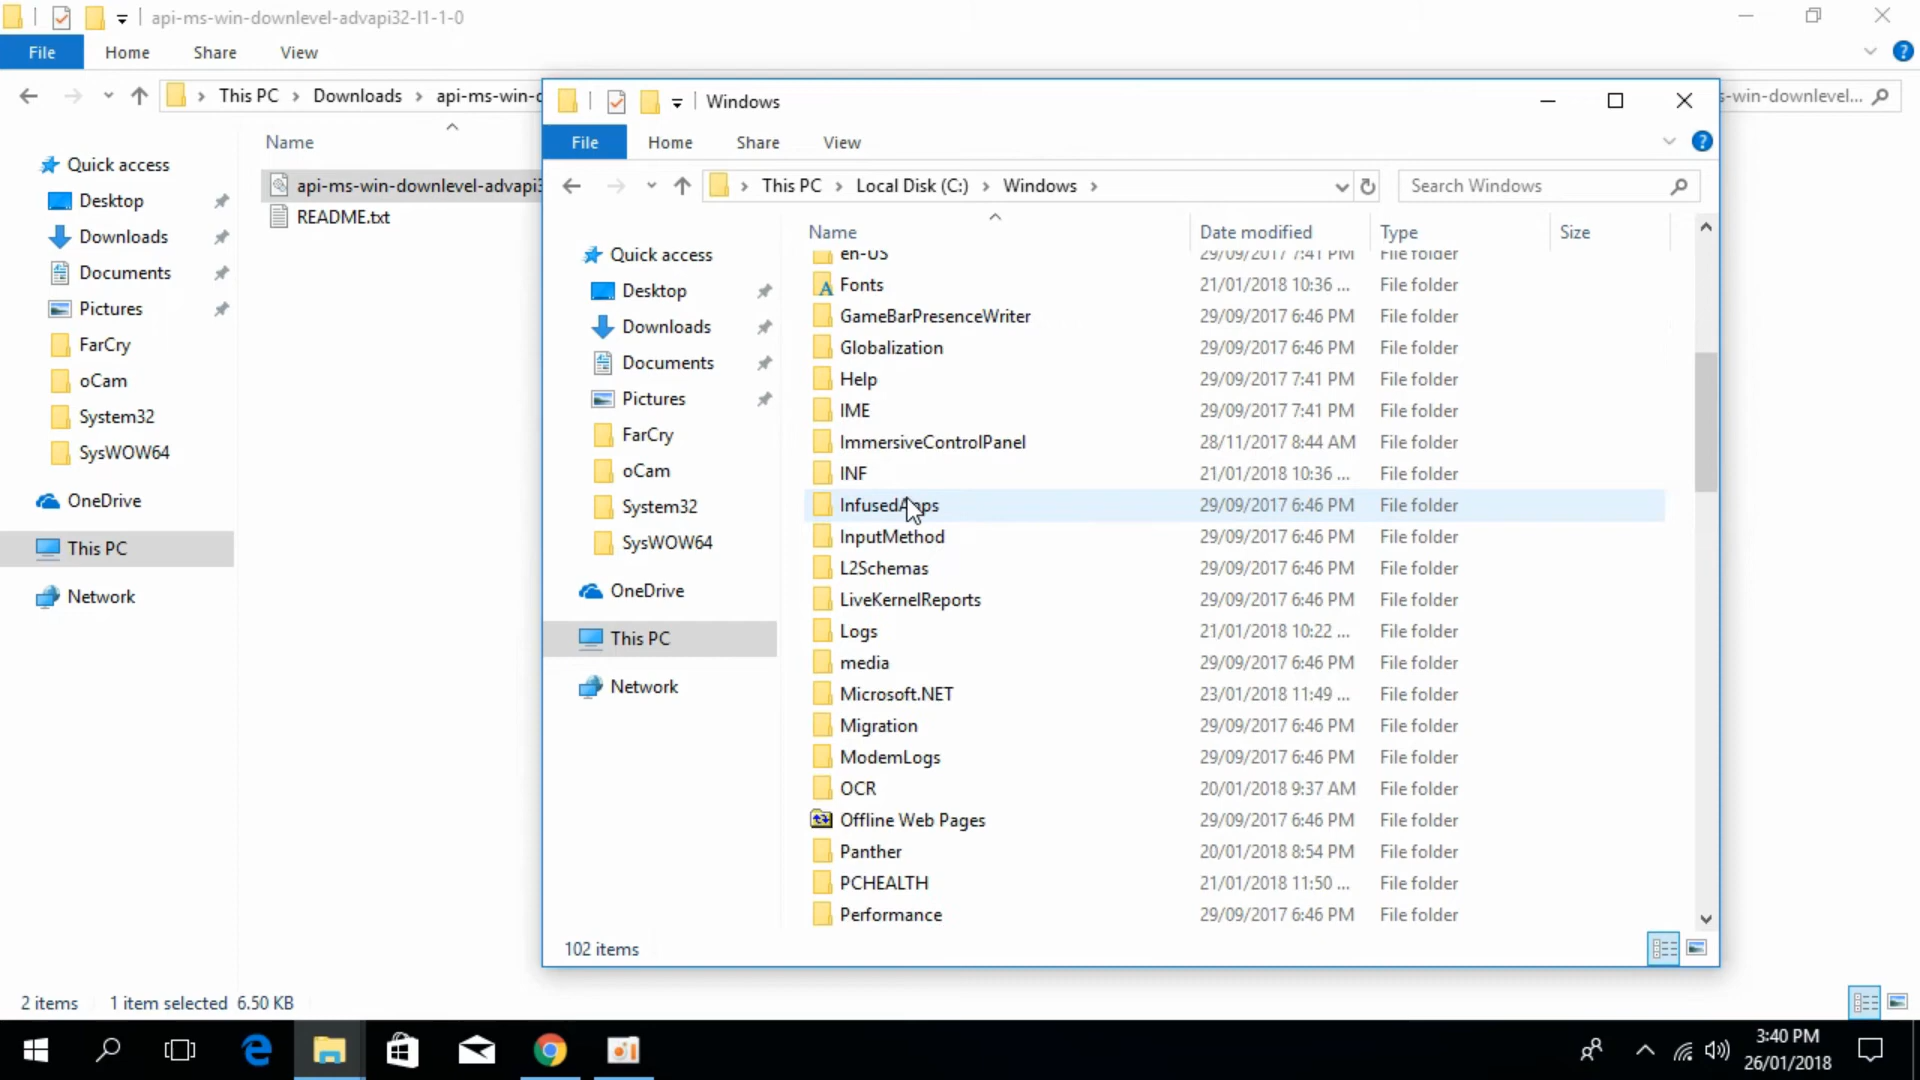 api-ms-win-downlevel-advapi32-l1-1-0
File Home Share View
This PC Downloads api-ms-win-d
s-win-downlevel...
Name
Quick access
Desktop
Downloads
Documents
Pictures
FarCry
oCam
System32
SysWOW64
OneDrive
This PC
Network
api-ms-win-downlevel-advapi3
README.txt
2 items 1 item selected 6.50 KB
Windows
File Home Share View
This PC Local Disk (C:) Windows
Search Windows
Quick access
Desktop
Downloads
Documents
Pictures
FarCry
oCam
System32
SysWOW64
OneDrive
This PC
Network
Name Date modified Type Size
en-US 29/09/2017 7:41 PM File folder
Fonts 21/01/2018 10:36 ... File folder
GameBarPresenceWriter 29/09/2017 6:46 PM File folder
Globalization 29/09/2017 6:46 PM File folder
Help 29/09/2017 7:41 PM File folder
IME 29/09/2017 7:41 PM File folder
ImmersiveControlPanel 28/11/2017 8:44 AM File folder
INF 21/01/2018 10:36 ... File folder
InfusedApps 29/09/2017 6:46 PM File folder
InputMethod 29/09/2017 6:46 PM File folder
L2Schemas 29/09/2017 6:46 PM File folder
LiveKernelReports 29/09/2017 6:46 PM File folder
Logs 21/01/2018 10:22 ... File folder
media 29/09/2017 6:46 PM File folder
Microsoft.NET 23/01/2018 11:49 ... File folder
Migration 29/09/2017 6:46 PM File folder
ModemLogs 29/09/2017 6:46 PM File folder
OCR 20/01/2018 9:37 AM File folder
Offline Web Pages 29/09/2017 6:46 PM File folder
Panther 20/01/2018 8:54 PM File folder
PCHEALTH 21/01/2018 11:50 ... File folder
Performance 29/09/2017 6:46 PM File folder
102 items
3:40 PM
26/01/2018